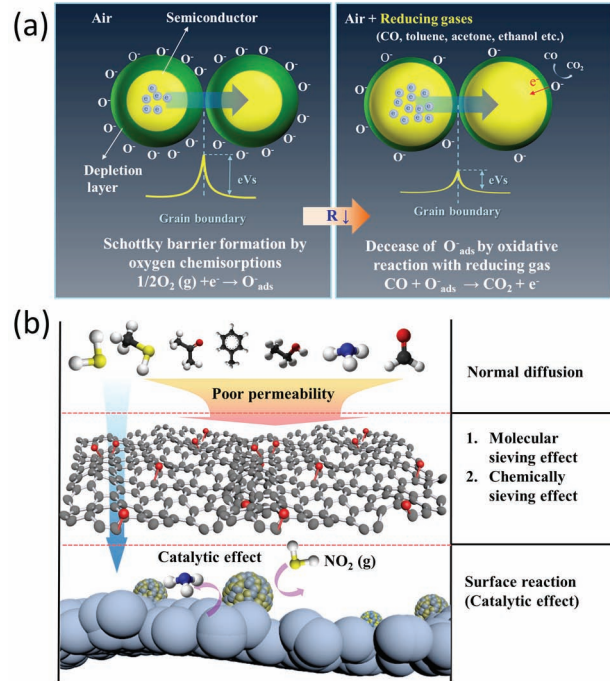 (a)
Air
Semiconductor
O⁻ O⁻ O⁻ O⁻ O⁻ O⁻ O⁻ O⁻ O⁻ O⁻ O⁻ O⁻ O⁻ O⁻
e e e e e e e
Depletion
layer
eVs
Grain boundary
Schottky barrier formation by
oxygen chemisorptions
1/2O₂ (g) +e⁻→ O⁻ads
R ↓
Air + Reducing gases
(CO, toluene, acetone, ethanol etc.)
CO
CO₂
e⁻
O⁻ O⁻ O⁻ O⁻ O⁻ O⁻
e e e e e e e e e e
eVs
Grain boundary
Decease of O⁻ads by oxidative
reaction with reducing gas
CO + O⁻ads → CO₂ + e⁻
(b)
Poor permeability
Normal diffusion
1. Molecular
sieving effect
2. Chemically
sieving effect
Catalytic effect
NO₂ (g)
Surface reaction
(Catalytic effect)